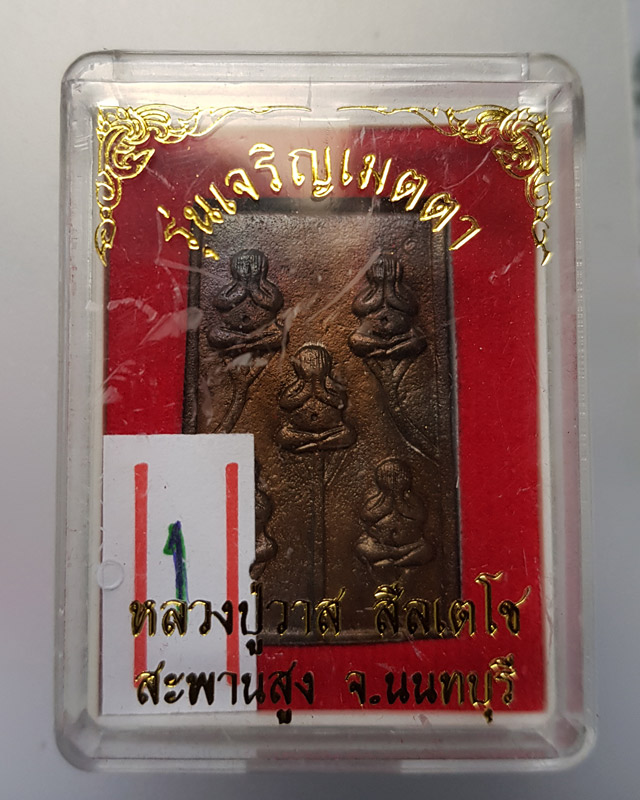 รุ่นเจริญเมตตา
1
หลวงปู่วาส สีลเตโช
สะพานสูง จ.นนทบุรี